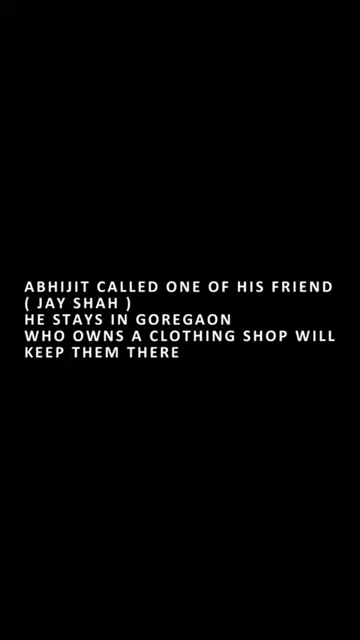 ABHIJIT CALLED ONE OF HIS FRIEND
( JAY SHAH )
HE STAYS IN GOREGAON
WHO OWNS A CLOTHING SHOP WILL
KEEP THEM THERE